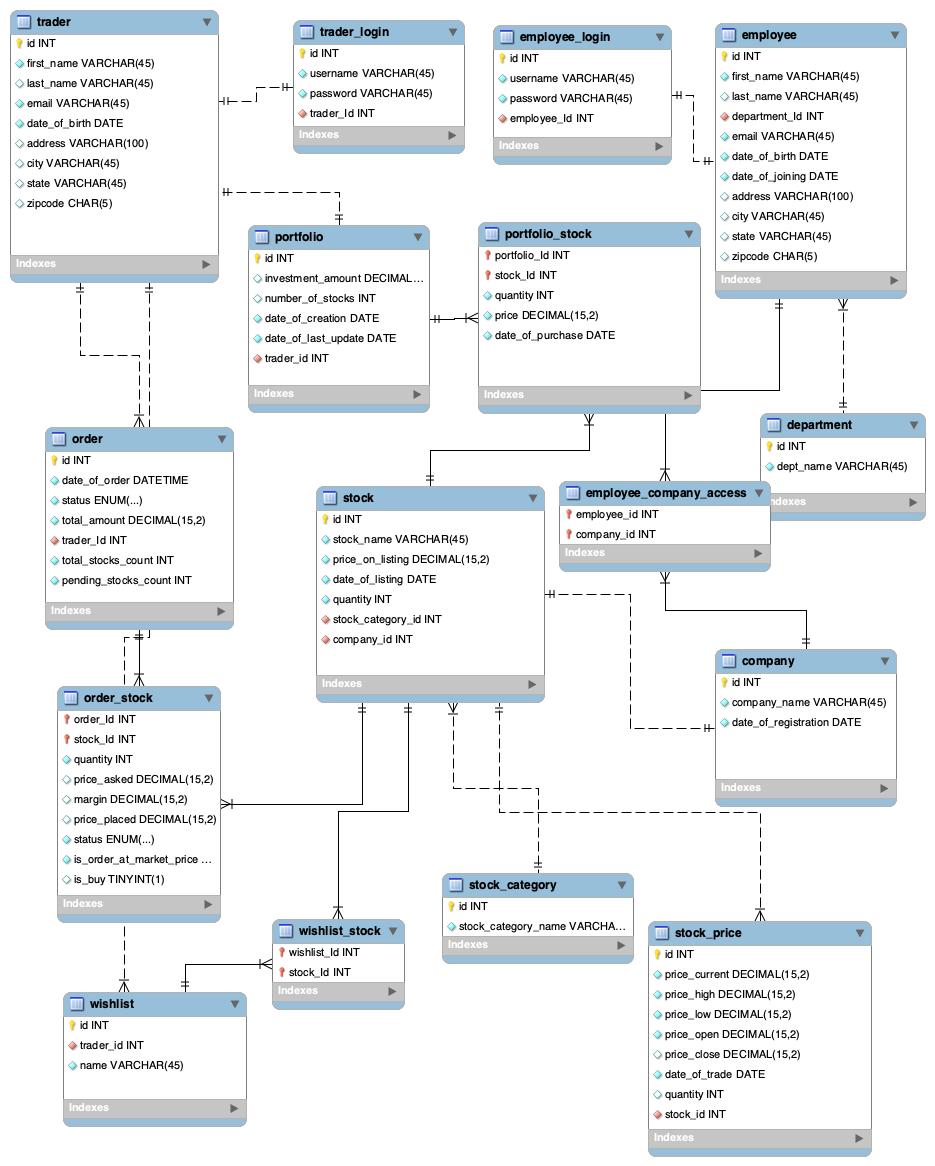 trader
id INT
first_name VARCHAR(45)
last_name VARCHAR(45)
email VARCHAR(45)
date_of_birth DATE
address VARCHAR(100)
city VARCHAR(45)
state VARCHAR(45)
zipcode CHAR(5)
Indexes
trader_login
id INT
username VARCHAR(45)
password VARCHAR(45)
trader_Id INT
Indexes
employee_login
id INT
username VARCHAR(45)
password VARCHAR(45)
employee_Id INT
Indexes
employee
id INT
first_name VARCHAR(45)
last_name VARCHAR(45)
department_Id INT
email VARCHAR(45)
date_of_birth DATE
date_of_joining DATE
address VARCHAR(100)
city VARCHAR(45)
state VARCHAR(45)
zipcode CHAR(5)
Indexes
portfolio
id INT
investment_amount DECIMAL...
number_of_stocks INT
date_of_creation DATE
date_of_last_update DATE
trader_id INT
Indexes
portfolio_stock
portfolio_Id INT
stock_Id INT
quantity INT
price DECIMAL(15,2)
date_of_purchase DATE
Indexes
department
id INT
dept_name VARCHAR(45)
ndexes
order
id INT
date_of_order DATETIME
status ENUM(...)
total_amount DECIMAL(15,2)
trader_Id INT
total_stocks_count INT
pending_stocks_count INT
Indexes
stock
id INT
stock_name VARCHAR(45)
price_on_listing DECIMAL(15,2)
date_of_listing DATE
quantity INT
stock_category_id INT
company_id INT
Indexes
employee_company_access
employee_id INT
company_id INT
Indexes
company
id INT
company_name VARCHAR(45)
date_of_registration DATE
Indexes
order_stock
order_Id INT
stock_Id INT
quantity INT
price_asked DECIMAL(15,2)
margin DECIMAL(15,2)
price_placed DECIMAL(15,2)
status ENUM(...)
is_order_at_market_price ...
is_buy TINYINT(1)
Indexes
stock_category
id INT
stock_category_name VARCHA...
Indexes
wishlist_stock
wishlist_Id INT
stock_Id INT
Indexes
stock_price
id INT
price_current DECIMAL(15,2)
price_high DECIMAL(15,2)
price_low DECIMAL(15,2)
price_open DECIMAL(15,2)
price_close DECIMAL(15,2)
date_of_trade DATE
quantity INT
stock_id INT
Indexes
wishlist
id INT
trader_id INT
name VARCHAR(45)
Indexes